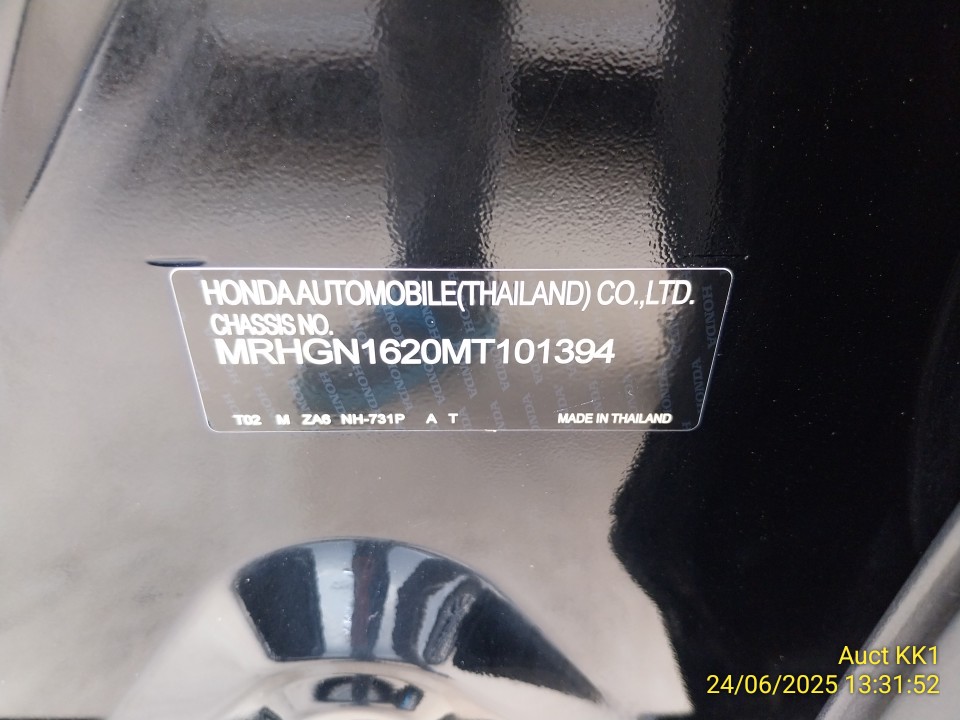 HONDA AUTOMOBILE (THAILAND) CO.,LTD.
CHASSIS NO.
MRHGN1620MT101394
T02 M ZA6 NH-731P A T MADE IN THAILAND
Auct KK1
24/06/2025 13:31:52